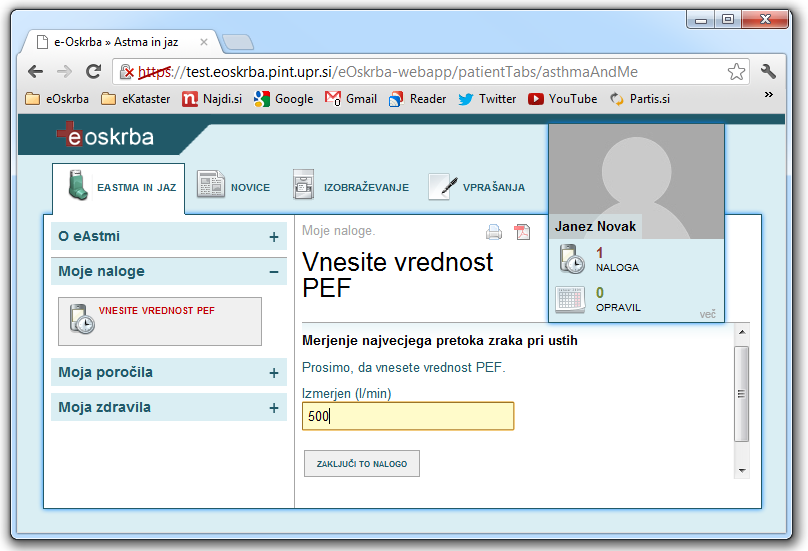 e-Oskrba » Astma in jaz
https://test.eoskrba.pint.upr.si/eOskrba-webapp/patientTabs/asthmaAndMe
eOskrba eKataster Najdi.si Google Gmail Reader Twitter YouTube Partis.si »
eoskrba
EASTMA IN JAZ NOVICE IZOBRAŽEVANJE VPRAŠANJA
Janez Novak
1
NALOGA
0
OPRAVIL
več
O eAstmi +
Moje naloge –
VNESITE VREDNOST PEF
Moja poročila +
Moja zdravila +
Moje naloge.
Vnesite vrednost
PEF
Merjenje najvecjega pretoka zraka pri ustih
Prosimo, da vnesete vrednost PEF.
Izmerjen (l/min)
500
ZAKLJUČI TO NALOGO